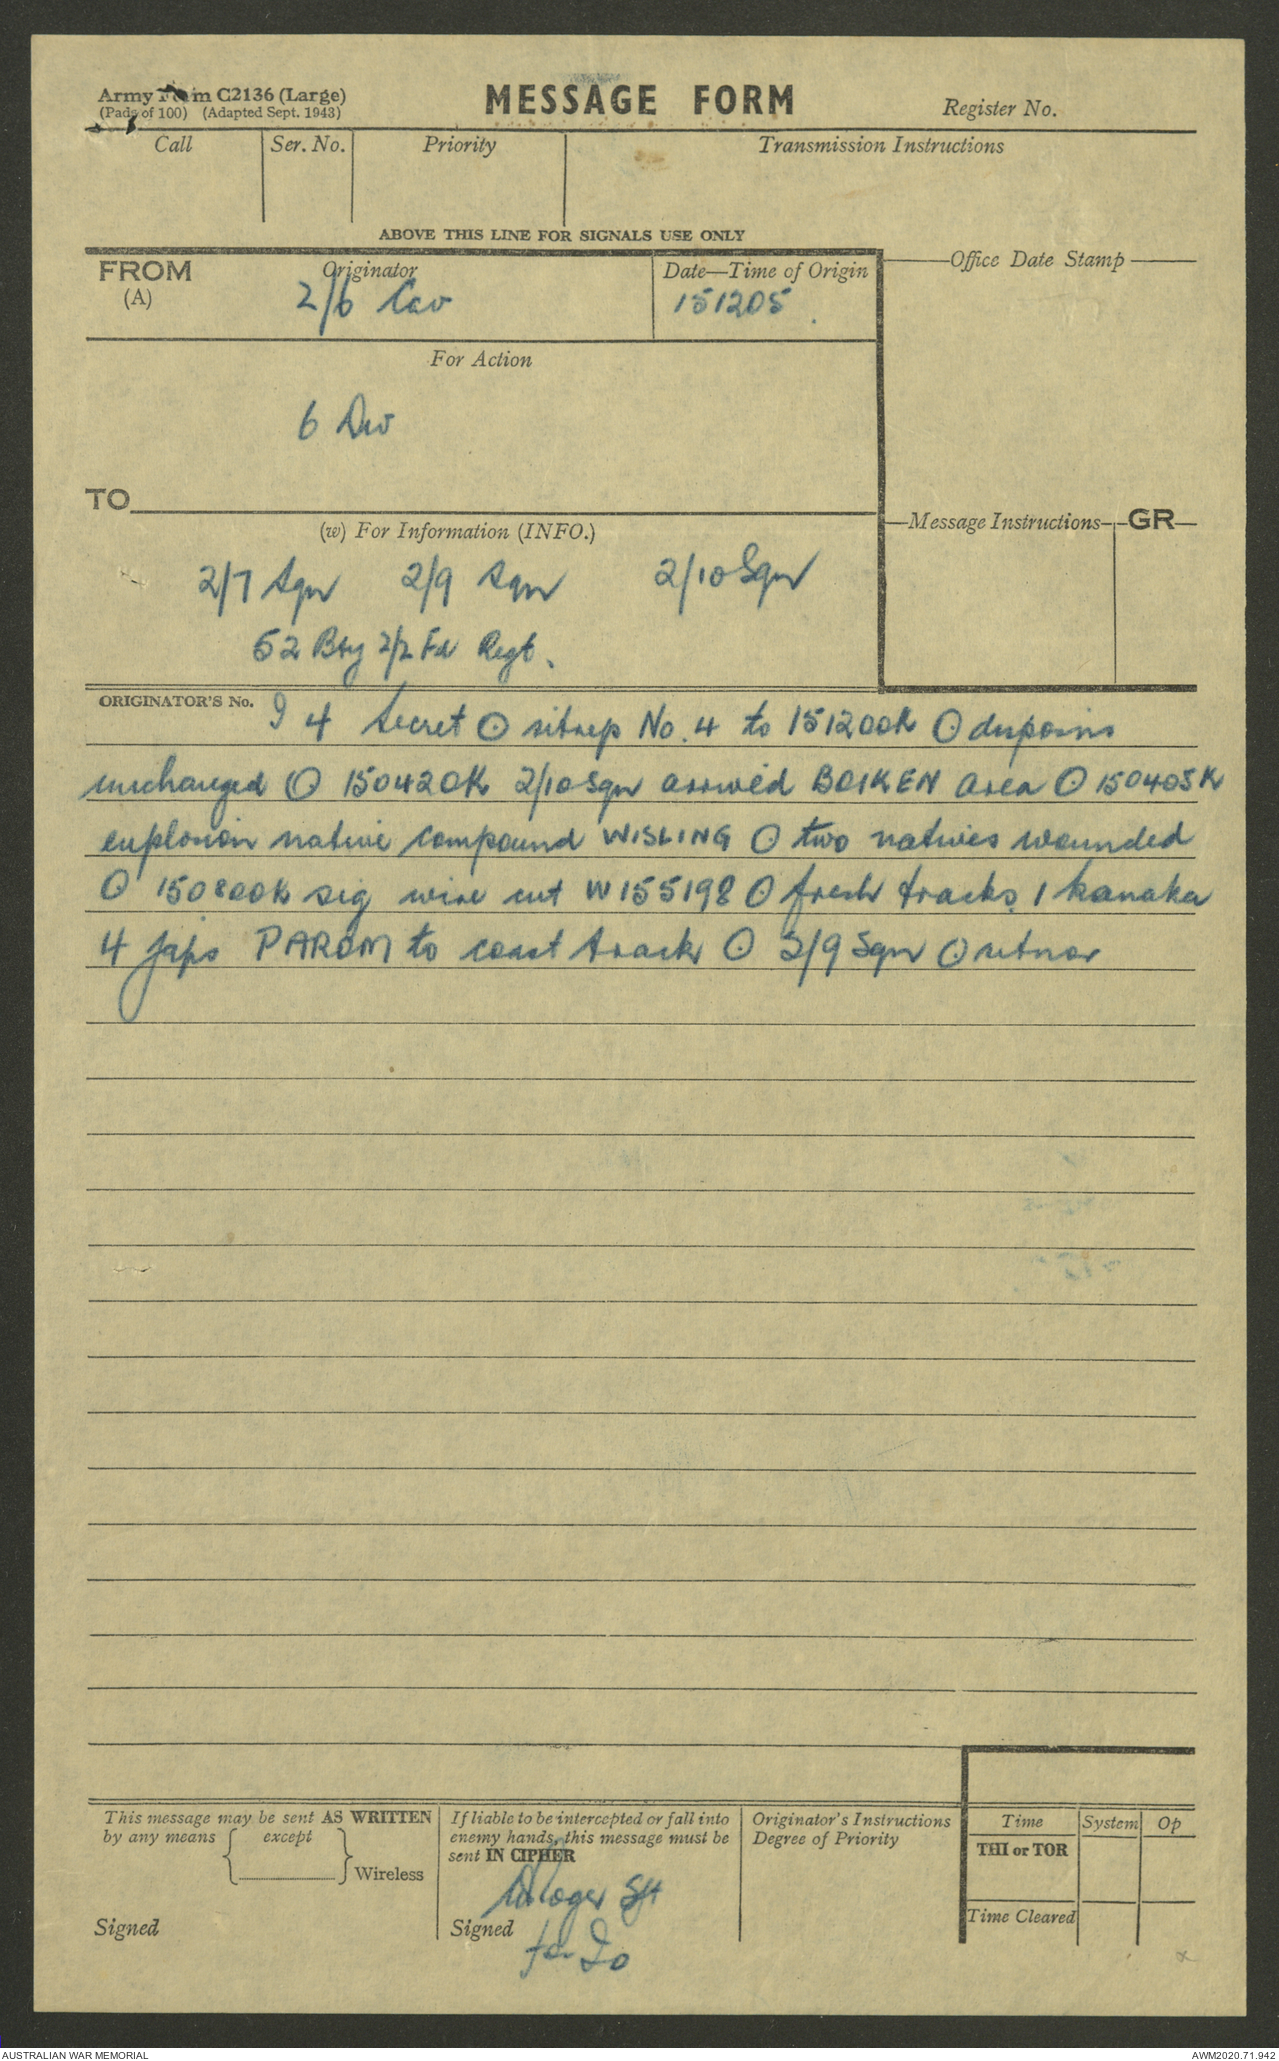 Army Form C2136 (Large)
(Pads of 100) (Adapted Sept. 1943)
MESSAGE FORM
Register No.
Call
Ser. No.
Priority
Transmission Instructions
ABOVE THIS LINE FOR SIGNALS USE ONLY
FROM
(A)
Originator
2/6 Cav
Date—Time of Origin
151205.
Office Date Stamp
For Action
6 Div
TO
(w) For Information (INFO.)
Message Instructions
GR
2/7 Sqn 2/9 Sqn 2/10 Sqn
52 Bty 2/2 Fd Regt.
ORIGINATOR'S No.
I 4 Secret ⊙ sitrep No. 4 to 151200K ⊙ dispoins
unchanged ⊙ 150420K 2/10 Sqn arrived BOIKEN area ⊙ 150405K
explosion native compound WISLING ⊙ two natives wounded
⊙ 150800K sig wire cut W155198 ⊙ fresh tracks 1 kanaka
4 japs PAROM to coast track ⊙ 2/9 Sqn ⊙ sitnor
This message may be sent AS WRITTEN
by any means { except }
Wireless
Signed
If liable to be intercepted or fall into
enemy hands, this message must be
sent IN CIPHER
Sjt
Signed
for IO
Originator's Instructions
Degree of Priority
Time
System
Op
THI or TOR
Time Cleared
x
AUSTRALIAN WAR MEMORIAL
AWM2020.71.942